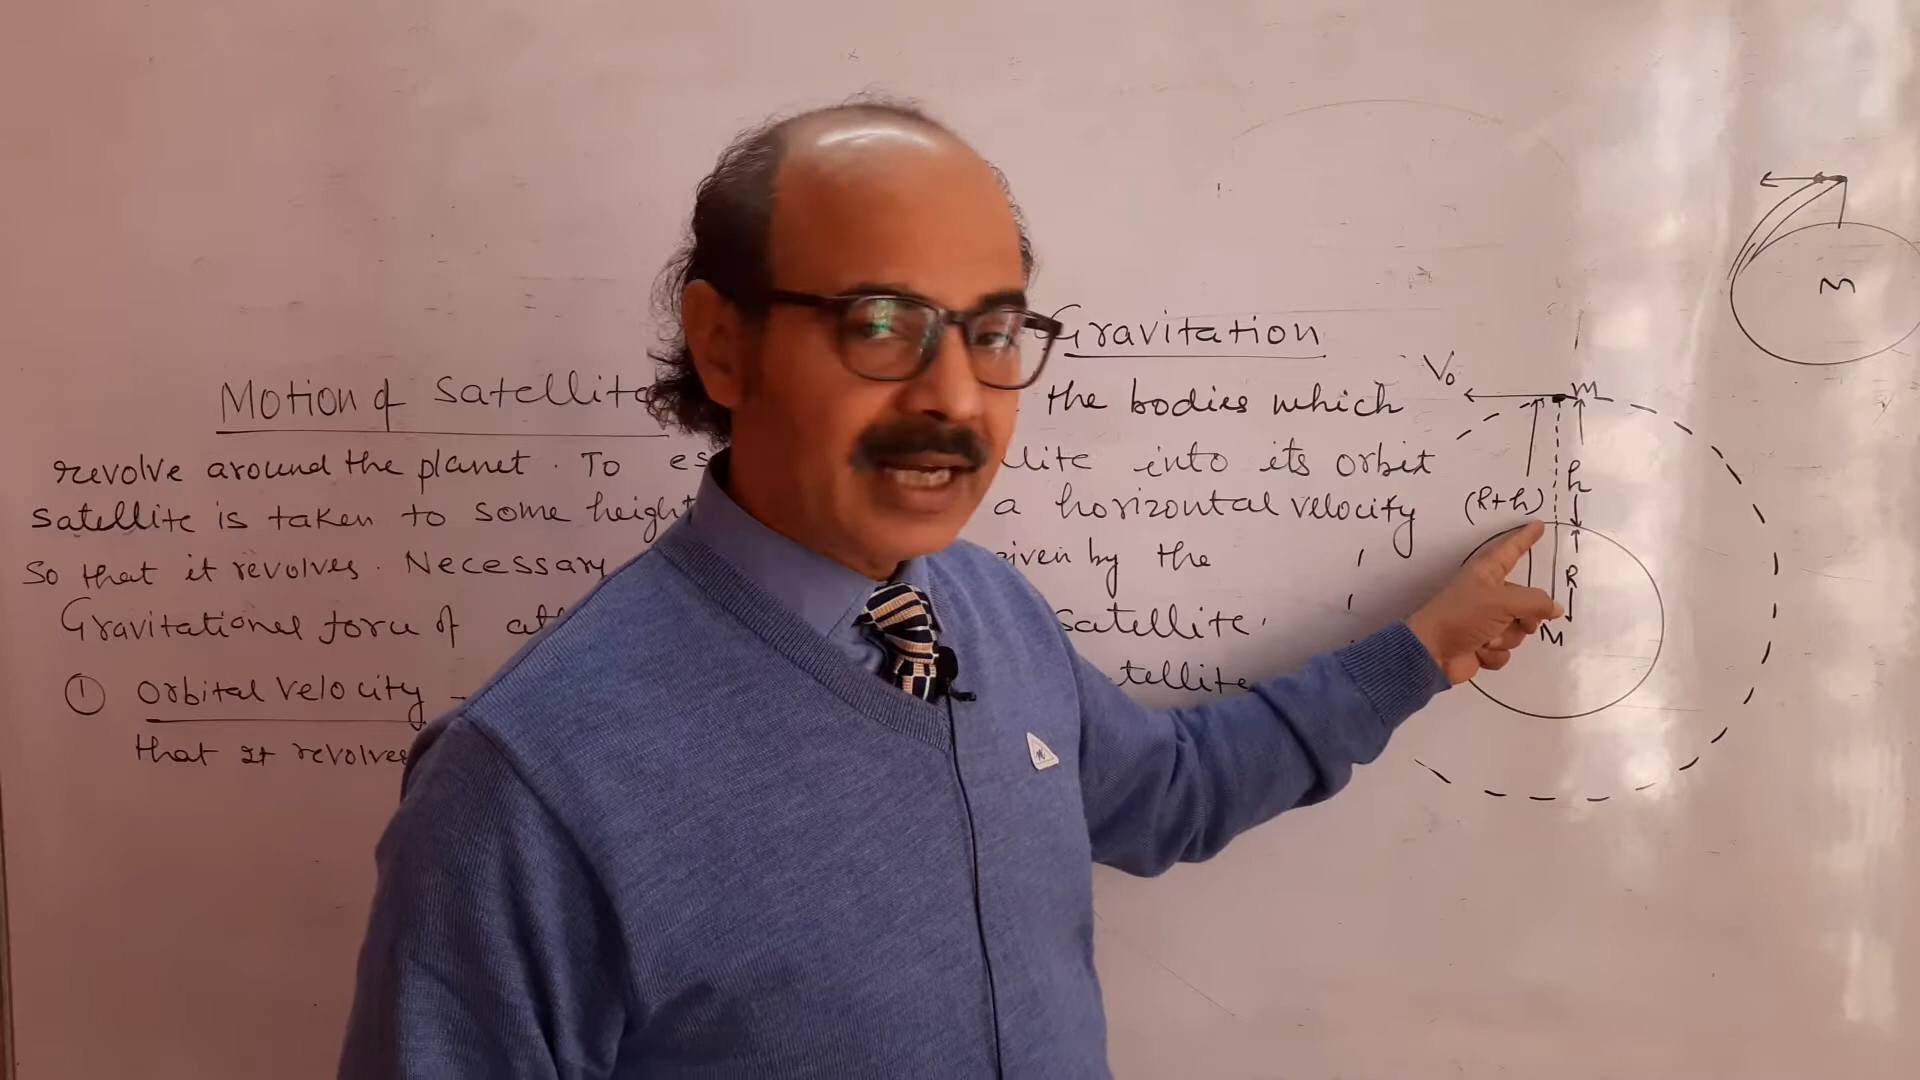 Gravitation
Motion of Satellite the bodies which
revolve around the planet. To es llite into its orbit
satellite is taken to some height a horizontal velocity
So that it revolves. Necessary given by the
Gravitational force of att satellite.
① Orbital Velocity - tellite
that it revolves
V₀
m
h
(R+h)
R
M
M